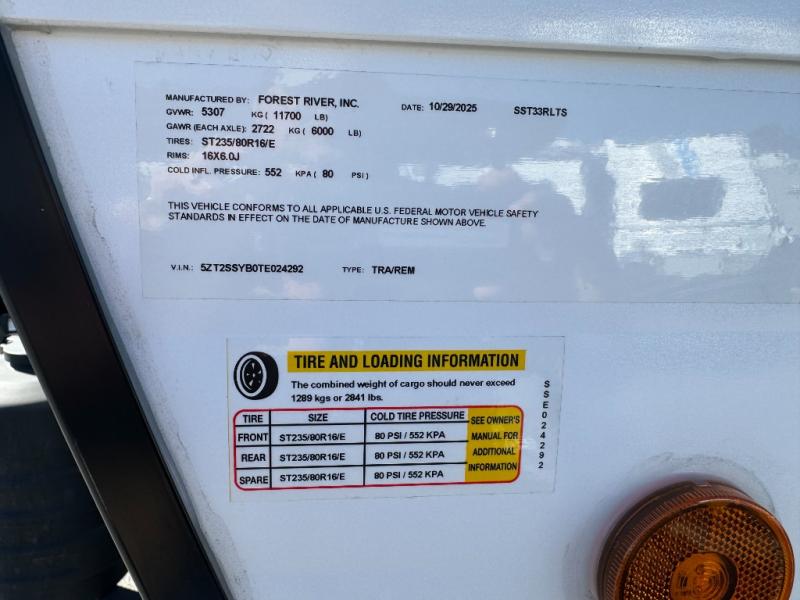 MANUFACTURED BY: FOREST RIVER, INC. DATE: 10/29/2025 SST33RLTS
GVWR: 5307 KG ( 11700 LB)
GAWR (EACH AXLE): 2722 KG ( 6000 LB)
TIRES: ST235/80R16/E
RIMS: 16X6.0J
COLD INFL. PRESSURE: 552 KPA ( 80 PSI )
THIS VEHICLE CONFORMS TO ALL APPLICABLE U.S. FEDERAL MOTOR VEHICLE SAFETY
STANDARDS IN EFFECT ON THE DATE OF MANUFACTURE SHOWN ABOVE.
V.I.N.: 5ZT2SSYB0TE024292 TYPE: TRA/REM
TIRE AND LOADING INFORMATION
The combined weight of cargo should never exceed
1289 kgs or 2841 lbs.
TIRE SIZE COLD TIRE PRESSURE
FRONT ST235/80R16/E 80 PSI / 552 KPA
REAR ST235/80R16/E 80 PSI / 552 KPA
SPARE ST235/80R16/E 80 PSI / 552 KPA
SEE OWNER'S
MANUAL FOR
ADDITIONAL
INFORMATION
SSE024292